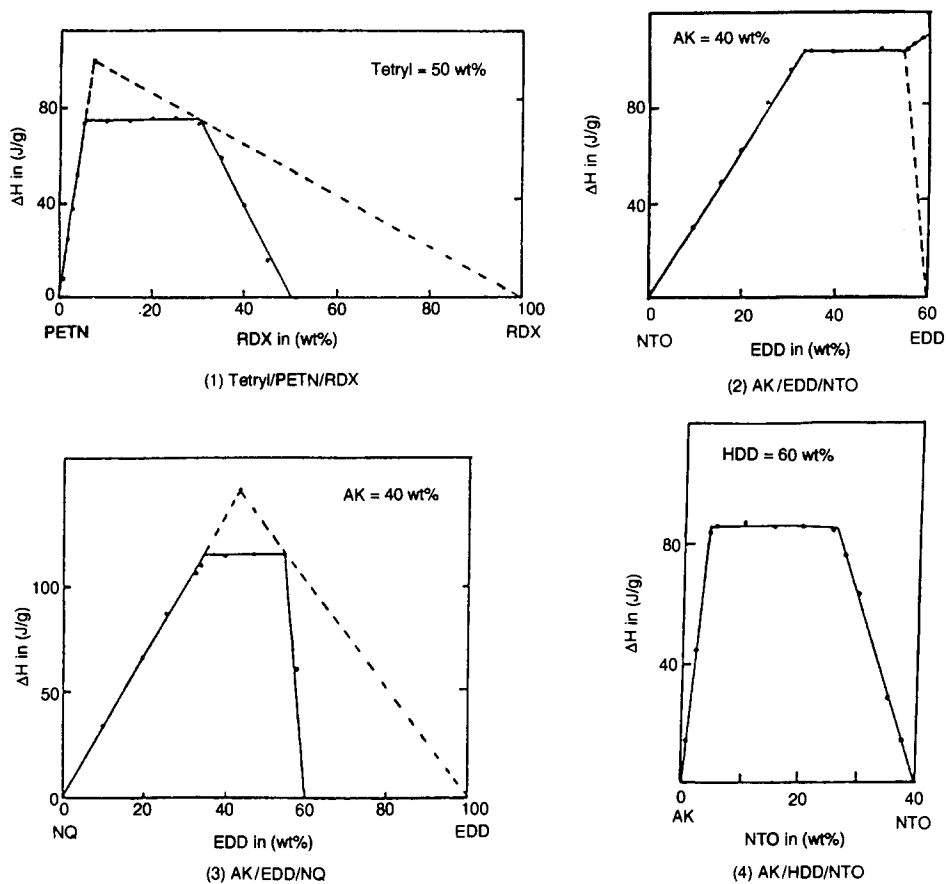 Tetryl = 50 wt%
ΔH in (J/g)
80
40
0
0 20 40 60 80 100
PETN RDX
RDX in (wt%)
(1) Tetryl/PETN/RDX
AK = 40 wt%
ΔH in (J/g)
80
40
0 20 40 60
NTO EDD
EDD in (wt%)
(2) AK/EDD/NTO
AK = 40 wt%
ΔH in (J/g)
100
50
0
0 20 40 60 80 100
NQ EDD
EDD in (wt%)
(3) AK/EDD/NQ
HDD = 60 wt%
ΔH in (J/g)
80
40
0 20 40
AK NTO
NTO in (wt%)
(4) AK/HDD/NTO